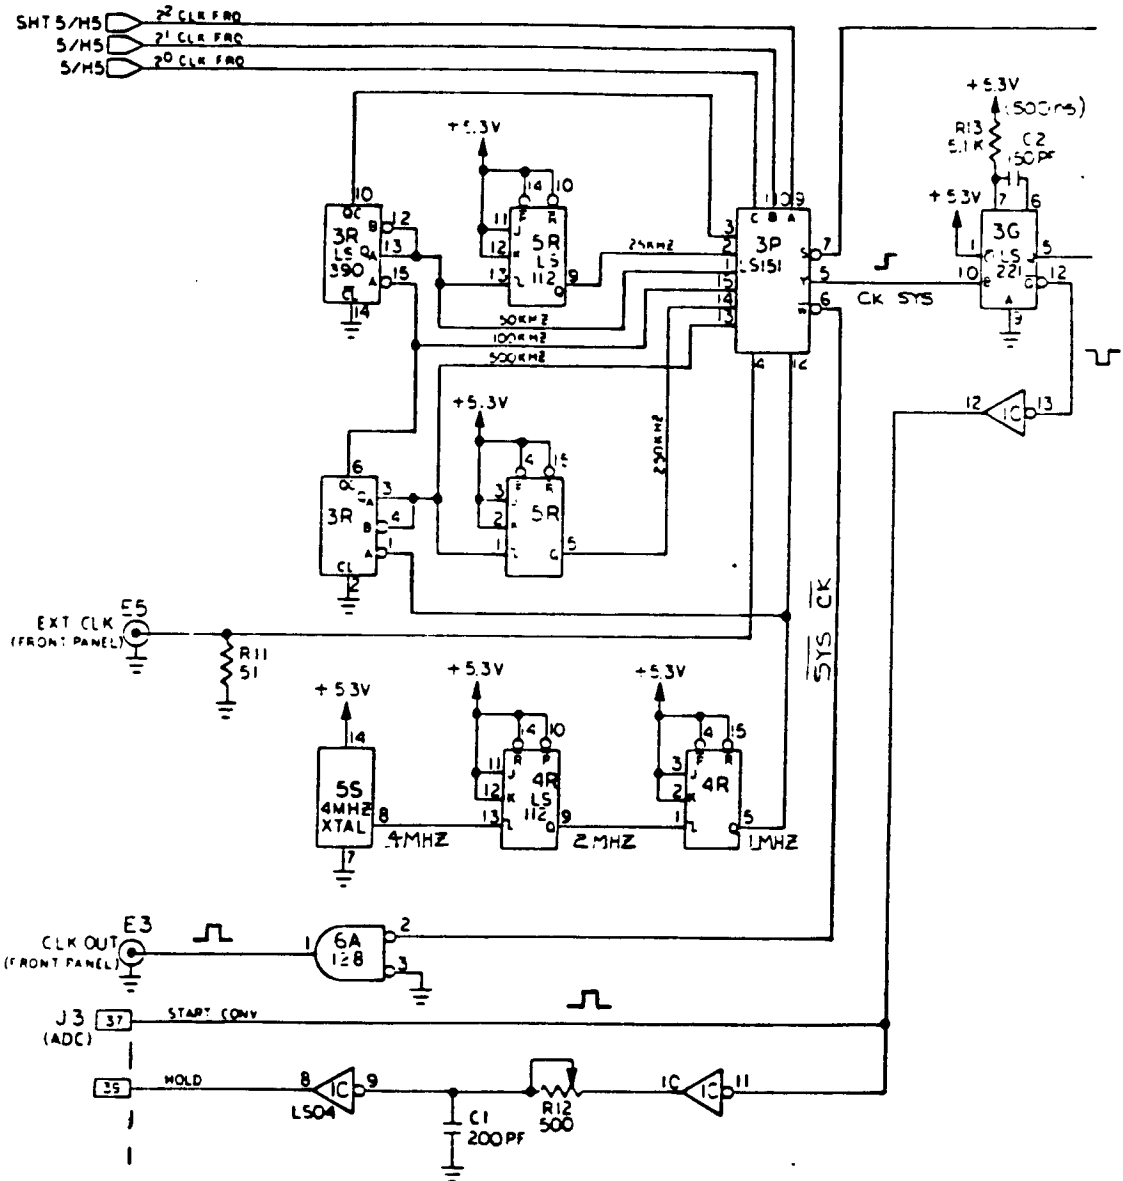 SHT 5/H5 2² CLK FRQ
5/H5 2¹ CLK FRQ
5/H5 2⁰ CLK FRQ
+5.3V
(500ns)
R13
5.1K
C2
150PF
7 6
+5.3V
1 3G 5
LS
10 221 12
B A
9
+5.3V
14 10
11 J 5R
12 K LS
13 112 9
Q
10
QC
3R B 12
LS QA 13
390 A 15
CL
14
25KHZ
50KHZ
100KHZ
500KHZ
250KHZ
11 10 9
C B A
3 3P S 7
2 LS151
1 Y 5
15 W 6
14
13
4 12
CK SYS
12 1C 13
+5.3V
4 15
3 J 5R
2 K
1 Q 5
6
QC
3R QA 3
B 4
A 1
CL
2
E5
EXT CLK
(FRONT PANEL)
R11
51
SYS CK
+5.3V
14
5S
4MHZ
XTAL 8
7
4MHZ
+5.3V
14 10
R P
11 J 4R
12 K LS
13 112 Q 9
2MHZ
+5.3V
4 15
P R
3 J 4R
2 K
1 Q 5
1MHZ
E3
CLK OUT
(FRONT PANEL)
1 6A 2
128 3
J3 37 START CONV
(ADC)
35 HOLD
8 1C 9
LS04
C1
200PF
R12
500
10 1C 11